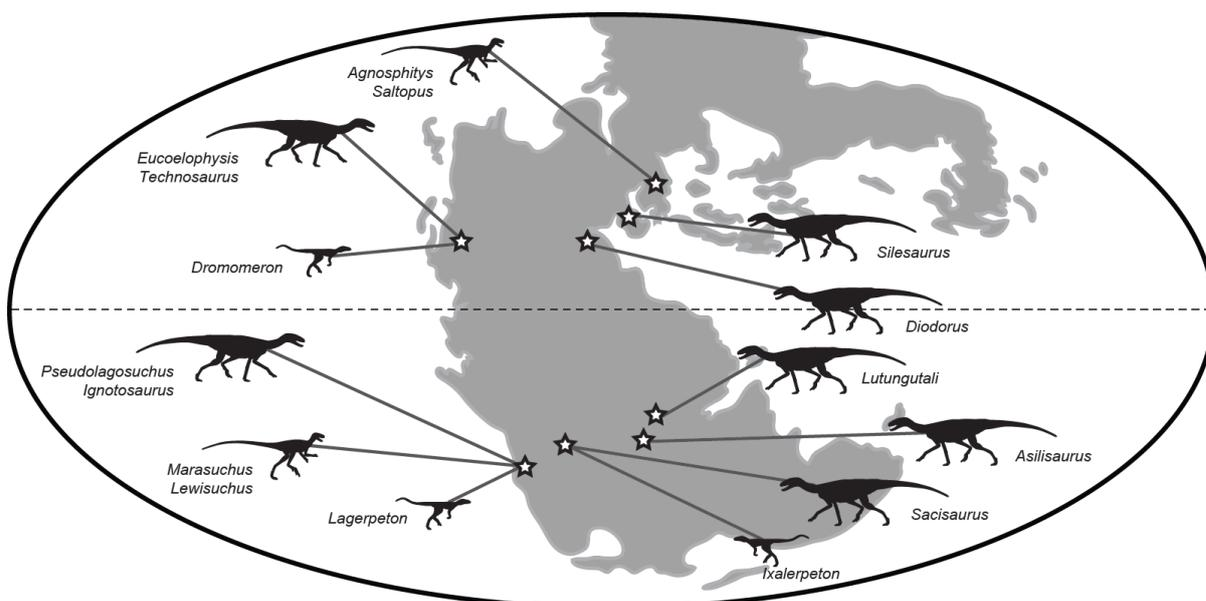 Agnosphitys
Saltopus
Eucoelophysis
Technosaurus
Silesaurus
Dromomeron
Diodorus
Pseudolagosuchus
Ignotosaurus
Lutungutali
Asilisaurus
Marasuchus
Lewisuchus
Lagerpeton
Sacisaurus
Ixalerpeton